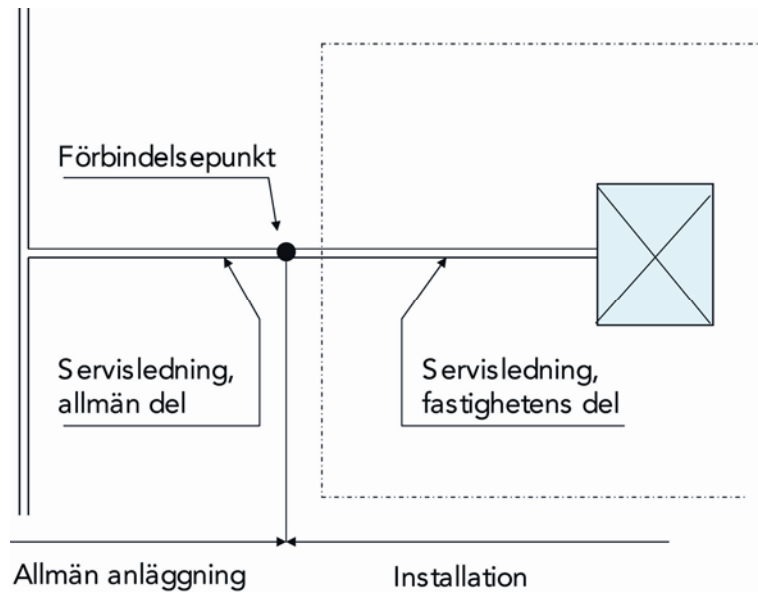 Förbindelsepunkt
Servisledning,
allmän del
Servisledning,
fastighetens del
Allmän anläggning
Installation